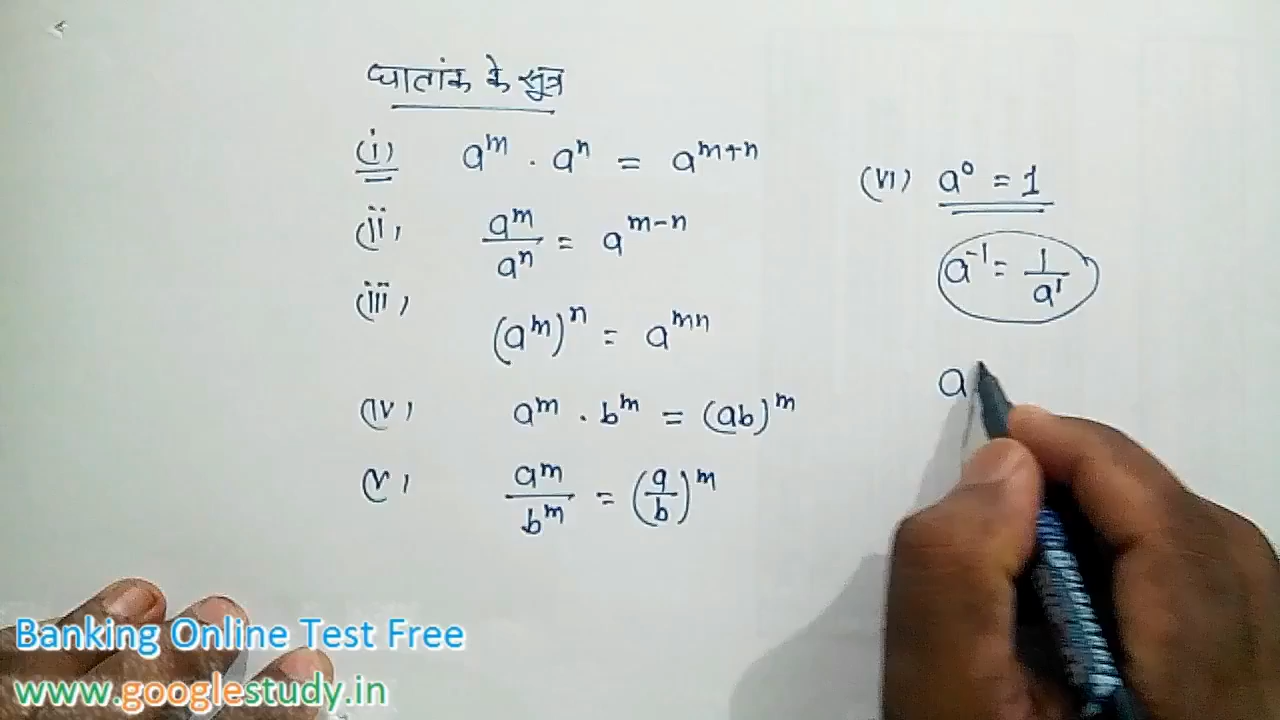 घातांक के सूत्र
(i) a^m . a^n = a^{m+n}
(ii) a^m / a^n = a^{m-n}
(iii) (a^m)^n = a^{mn}
(iv) a^m . b^m = (ab)^m
(v) a^m / b^m = (a/b)^m
(VI) a^0 = 1
a^{-1} = 1 / a^1
a
Banking Online Test Free
www.googlestudy.in